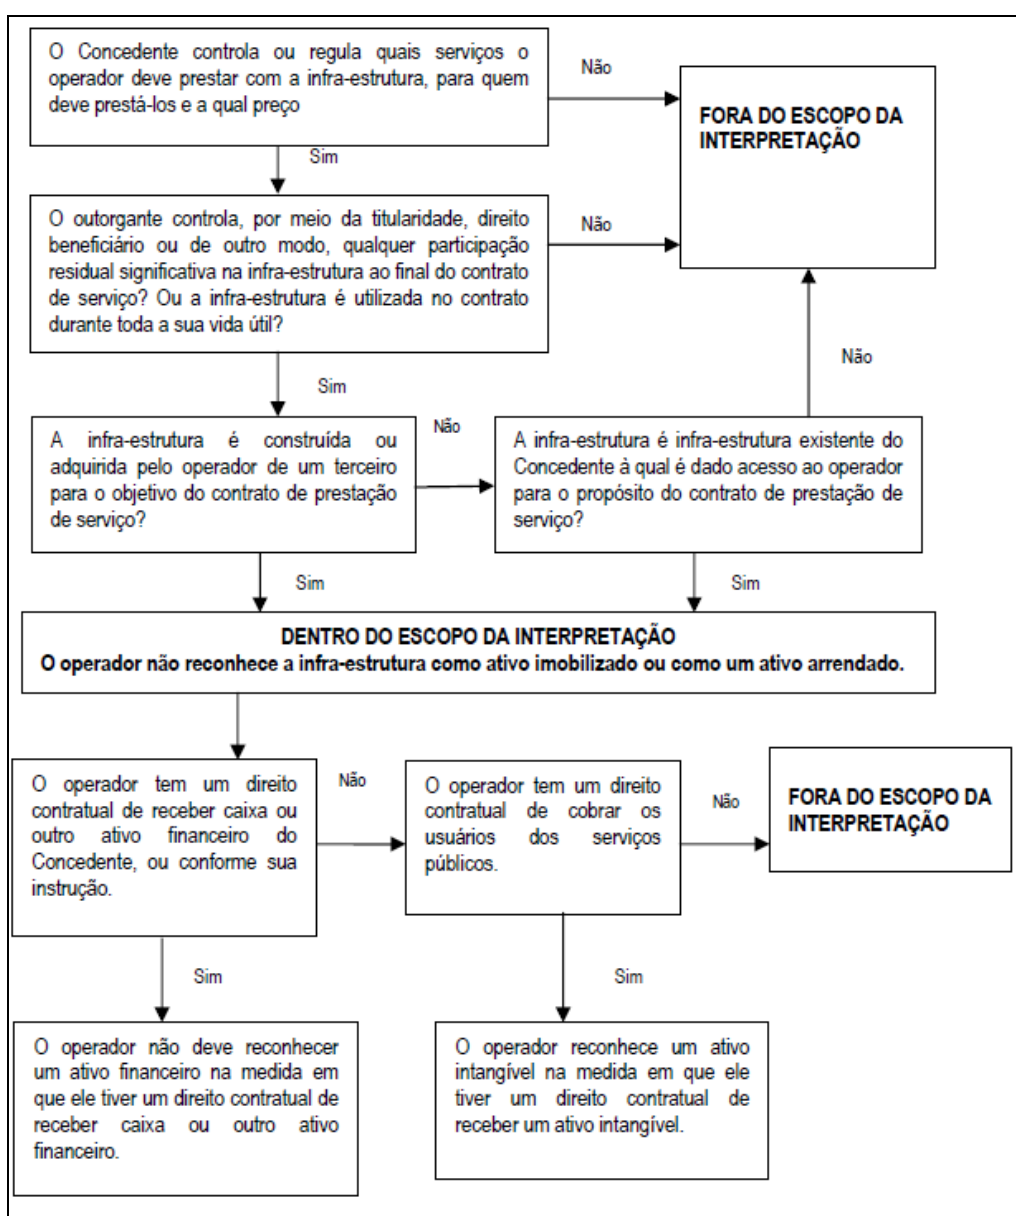 O Concedente controla ou regula quais serviços o
operador deve prestar com a infra-estrutura, para quem
deve prestá-los e a qual preço
Não
FORA DO ESCOPO DA
INTERPRETAÇÃO
Sim
O outorgante controla, por meio da titularidade, direito
beneficiário ou de outro modo, qualquer participação
residual significativa na infra-estrutura ao final do contrato
de serviço? Ou a infra-estrutura é utilizada no contrato
durante toda a sua vida útil?
Não
Não
Sim
A infra-estrutura é construída ou
adquirida pelo operador de um terceiro
para o objetivo do contrato de prestação
de serviço?
Não
A infra-estrutura é infra-estrutura existente do
Concedente à qual é dado acesso ao operador
para o propósito do contrato de prestação de
serviço?
Sim
Sim
DENTRO DO ESCOPO DA INTERPRETAÇÃO
O operador não reconhece a infra-estrutura como ativo imobilizado ou como um ativo arrendado.
O operador tem um direito
contratual de receber caixa ou
outro ativo financeiro do
Concedente, ou conforme sua
instrução.
Não
O operador tem um direito
contratual de cobrar os
usuários dos serviços
públicos.
Não
FORA DO ESCOPO DA
INTERPRETAÇÃO
Sim
Sim
O operador não deve reconhecer
um ativo financeiro na medida em
que ele tiver um direito contratual de
receber caixa ou outro ativo
financeiro.
O operador reconhece um ativo
intangível na medida em que ele
tiver um direito contratual de
receber um ativo intangível.